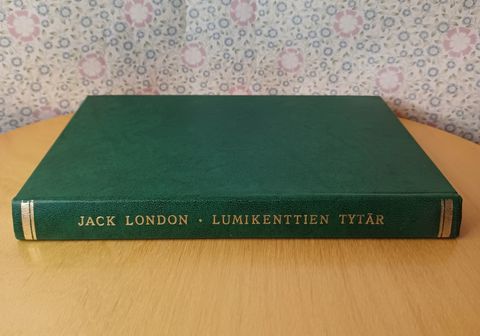 JACK LONDON · LUMIKENTTIEN TYTÄR